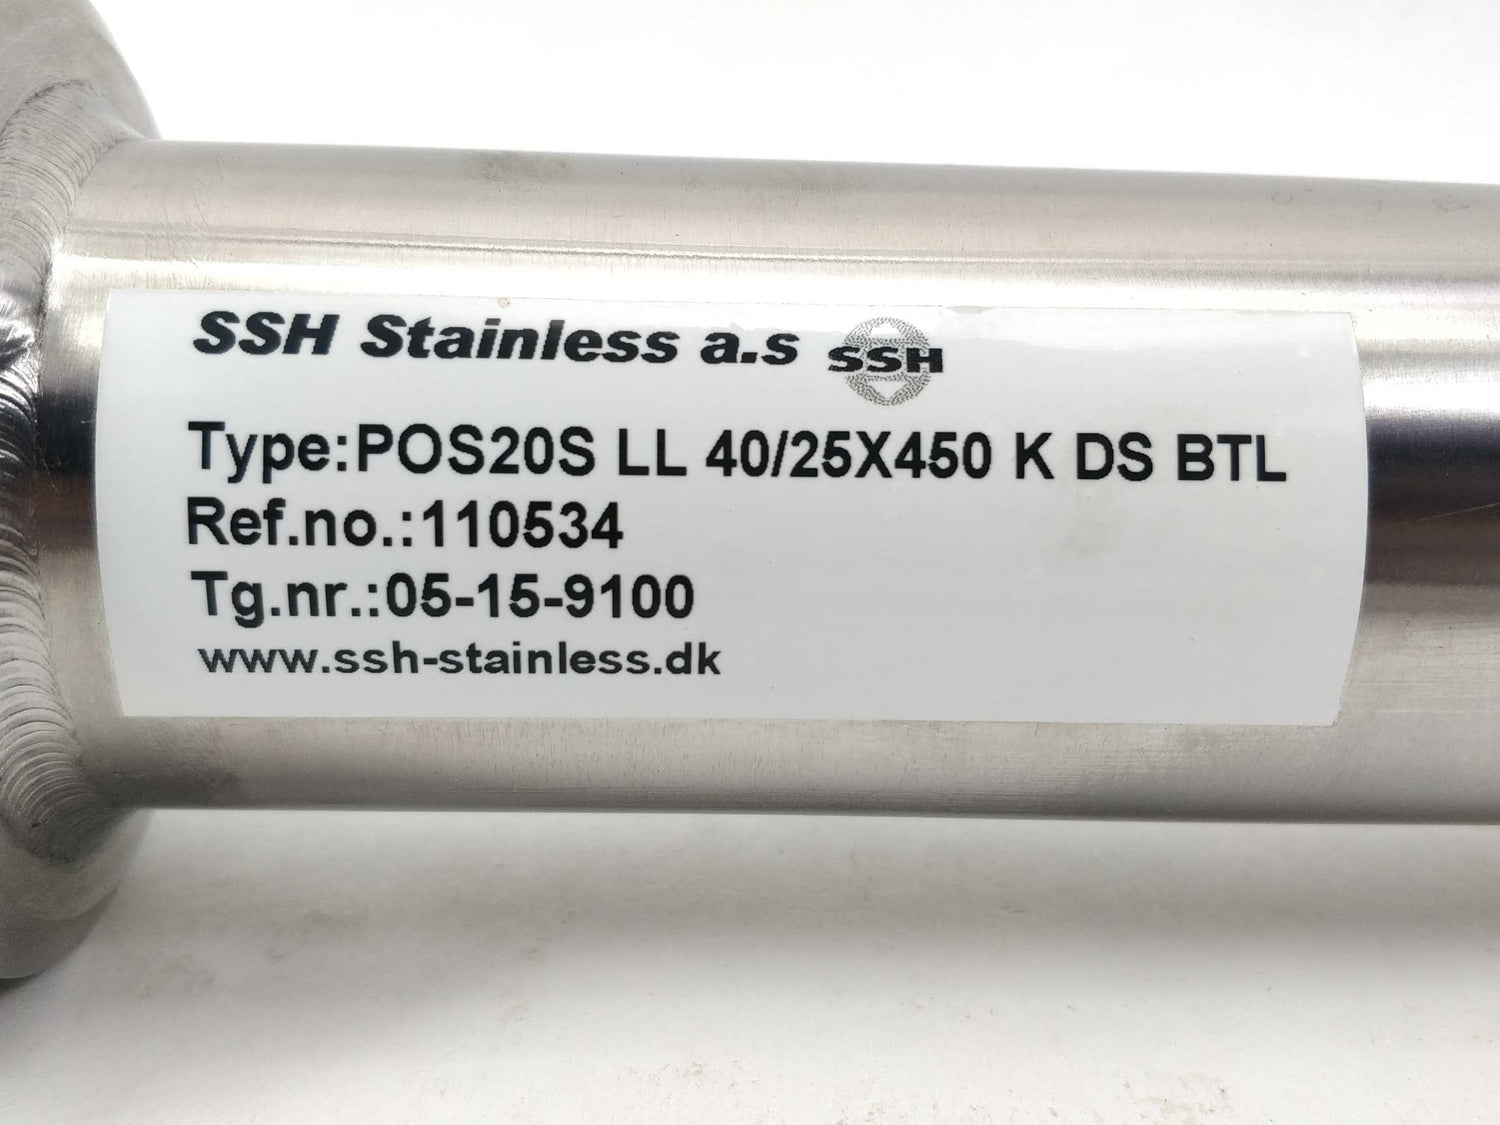 SSH Stainless a.s SSH
Type:POS20S LL 40/25X450 K DS BTL
Ref.no.:110534
Tg.nr.:05-15-9100
www.ssh-stainless.dk